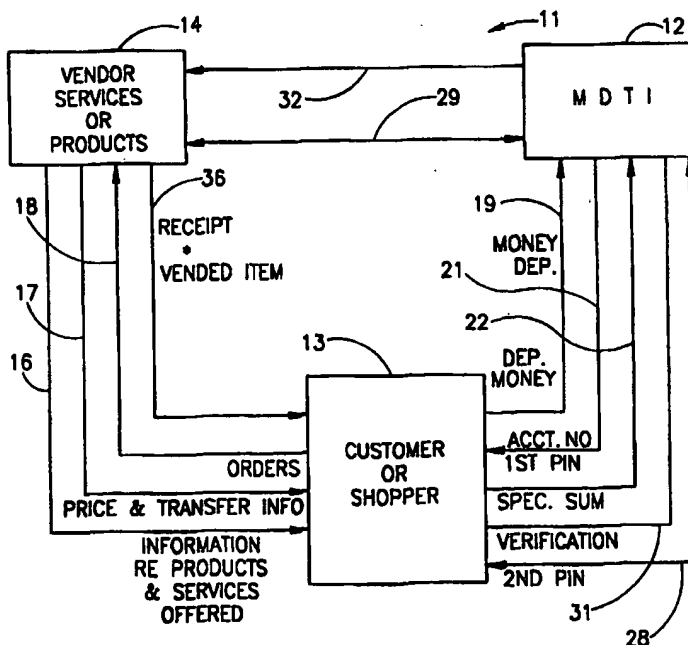 14
11
12
VENDOR
SERVICES
OR
PRODUCTS
32
29
MDTI
36
18
RECEIPT
*
VENDED ITEM
19
MONEY
DEP.
21
17
22
16
13
DEP.
MONEY
CUSTOMER
OR
SHOPPER
ORDERS
ACCT. NO
1ST PIN
PRICE & TRANSFER INFO
SPEC. SUM
INFORMATION
RE PRODUCTS
& SERVICES
OFFERED
VERIFICATION
2ND PIN
31
28